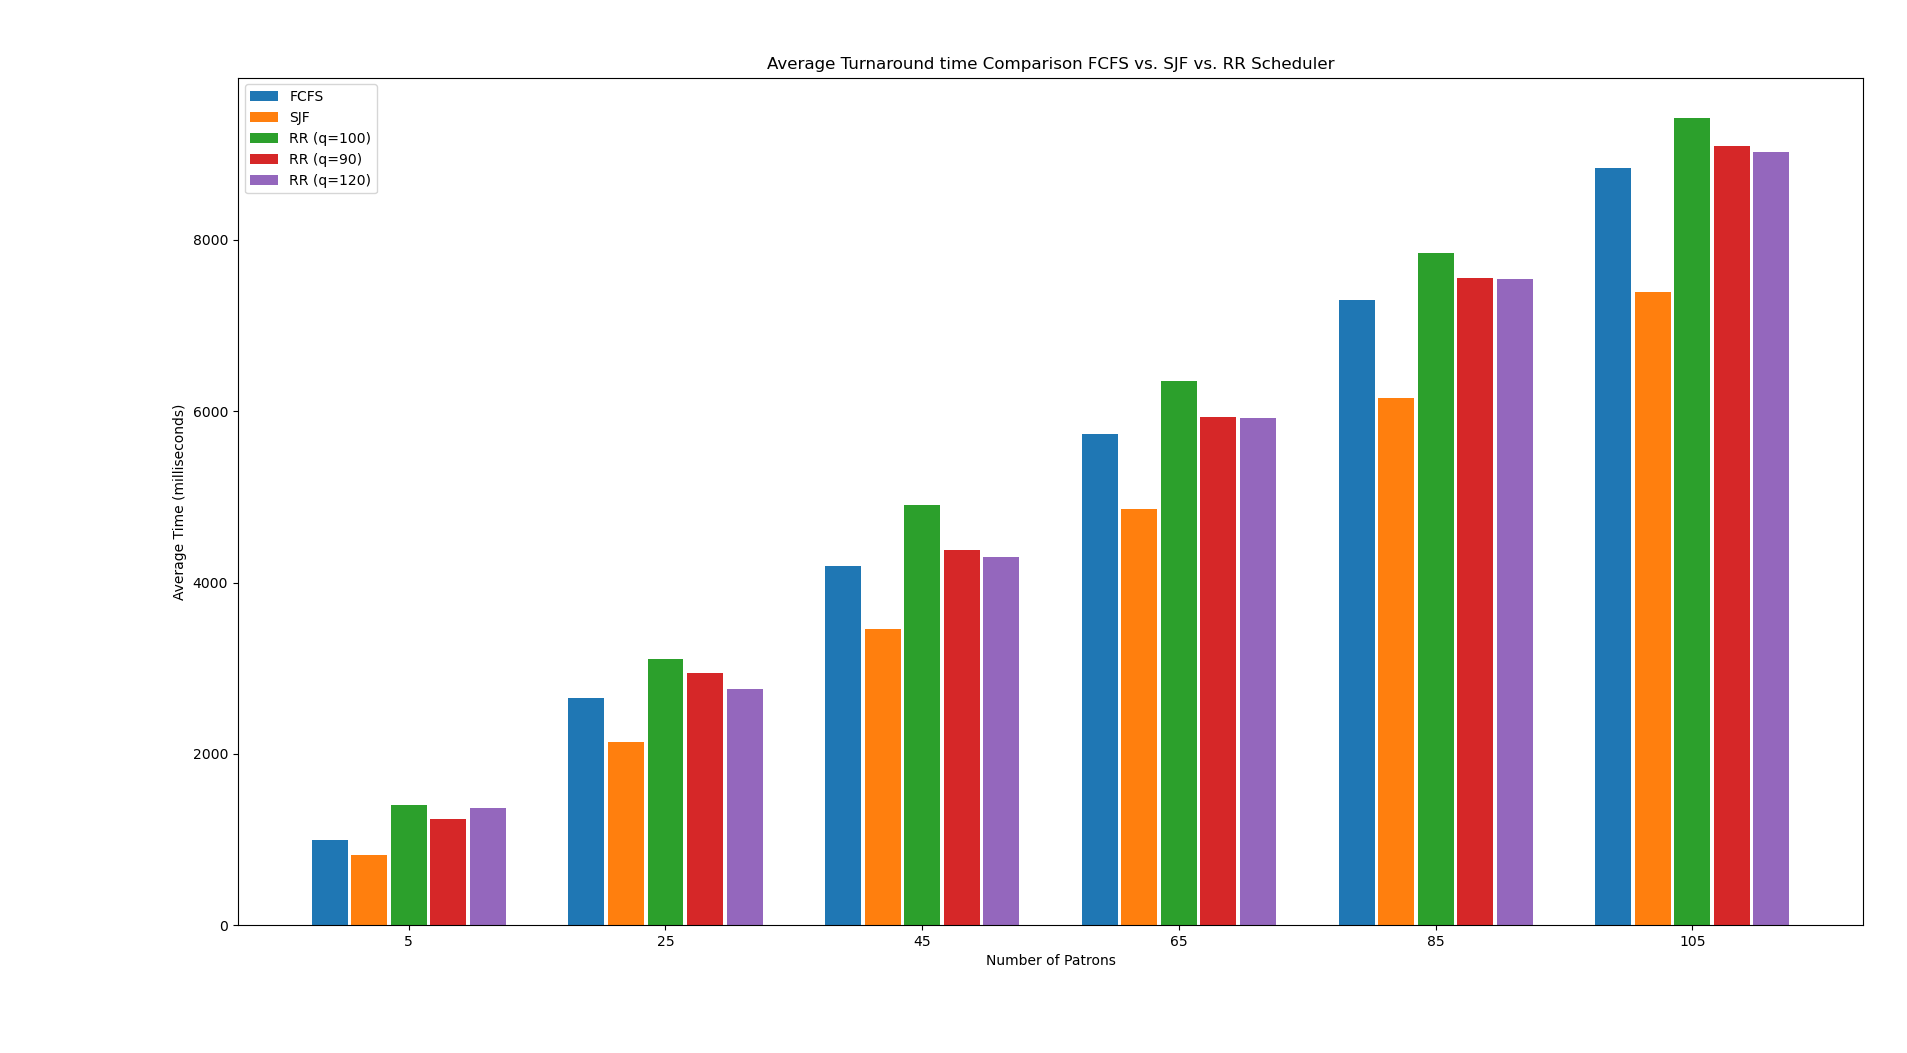 Average Turnaround time Comparison FCFS vs. SJF vs. RR Scheduler
FCFS
SJF
RR (q=100)
RR (q=90)
RR (q=120)
8000
6000
4000
2000
0
Average Time (milliseconds)
5 25 45 65 85 105
Number of Patrons